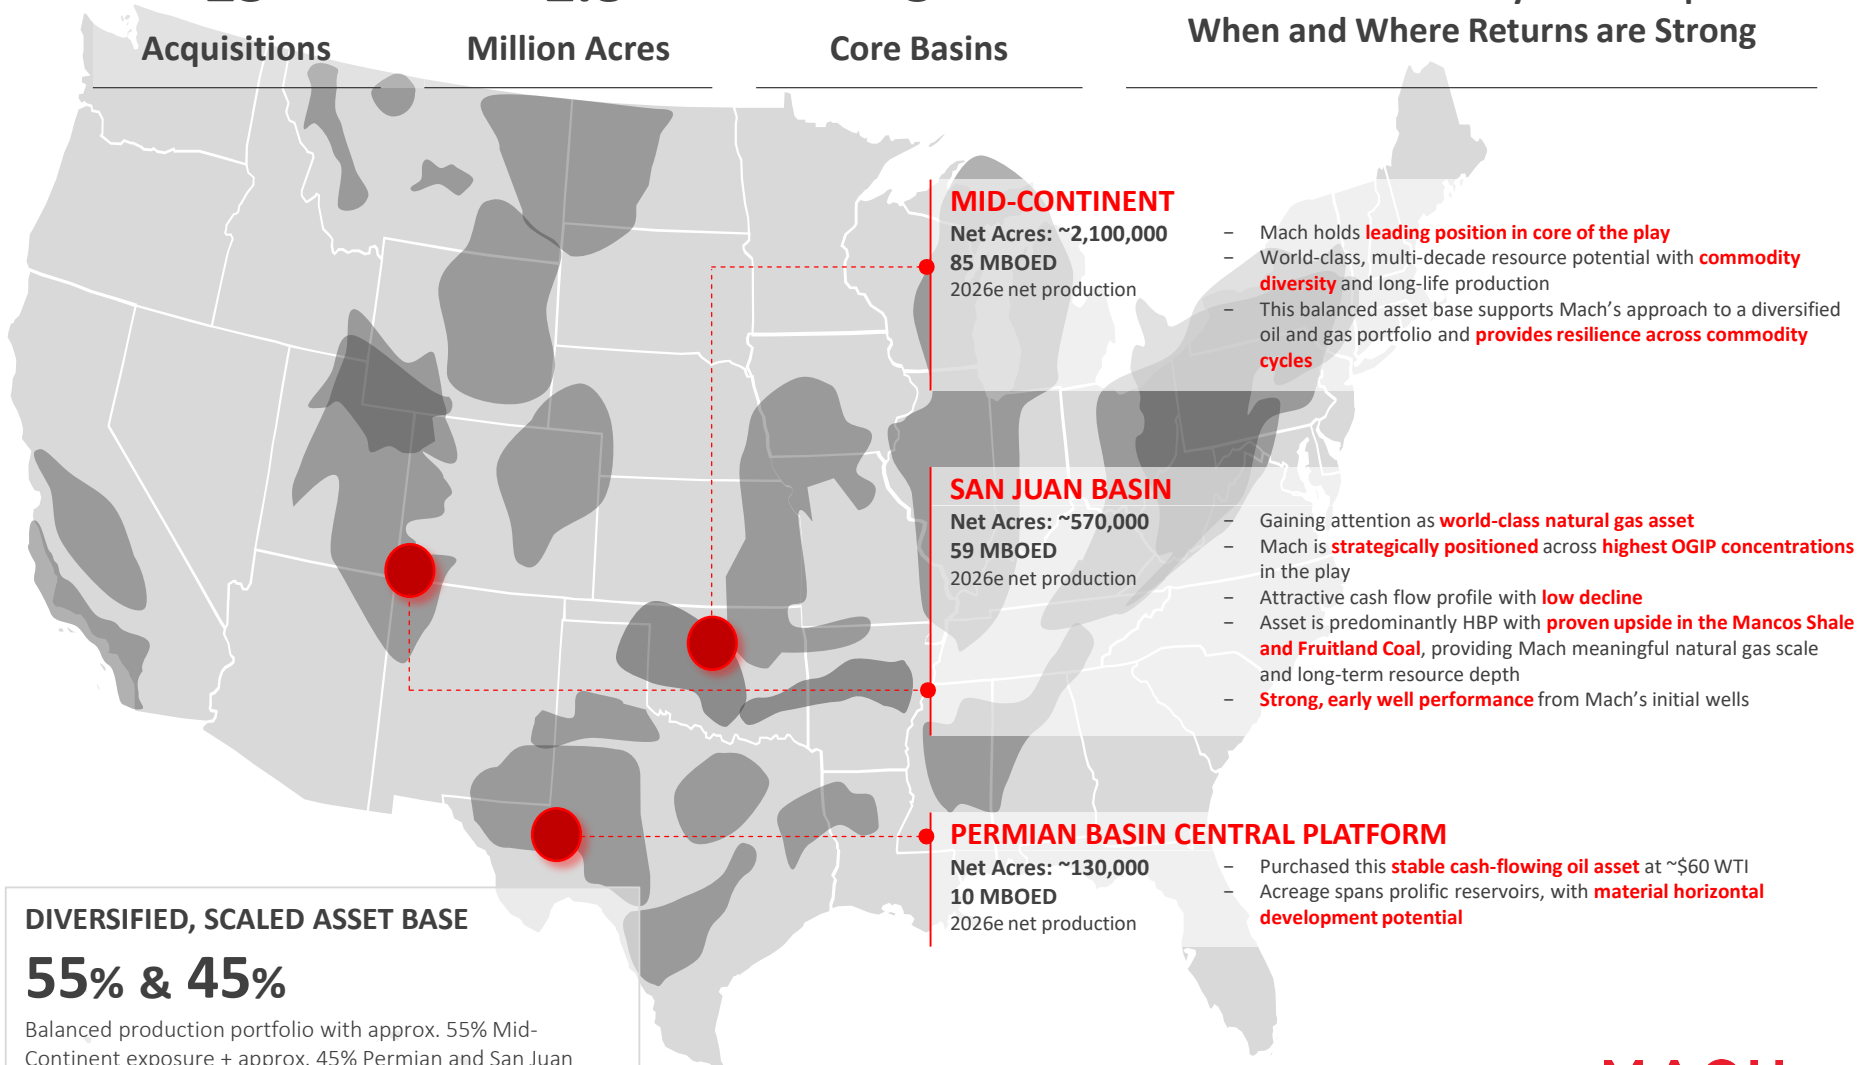 Acquisitions
Million Acres
Core Basins
When and Where Returns are Strong
MID-CONTINENT
Net Acres: ~2,100,000
85 MBOED
2026e net production
– Mach holds leading position in core of the play
– World-class, multi-decade resource potential with commodity
diversity and long-life production
– This balanced asset base supports Mach’s approach to a diversified
oil and gas portfolio and provides resilience across commodity
cycles
SAN JUAN BASIN
Net Acres: ~570,000
59 MBOED
2026e net production
– Gaining attention as world-class natural gas asset
– Mach is strategically positioned across highest OGIP concentrations
in the play
– Attractive cash flow profile with low decline
– Asset is predominantly HBP with proven upside in the Mancos Shale
and Fruitland Coal, providing Mach meaningful natural gas scale
and long-term resource depth
– Strong, early well performance from Mach’s initial wells
PERMIAN BASIN CENTRAL PLATFORM
Net Acres: ~130,000
10 MBOED
2026e net production
– Purchased this stable cash-flowing oil asset at ~$60 WTI
– Acreage spans prolific reservoirs, with material horizontal
development potential
DIVERSIFIED, SCALED ASSET BASE
55% & 45%
Balanced production portfolio with approx. 55% Mid-
Continent exposure + approx. 45% Permian and San Juan
MACH